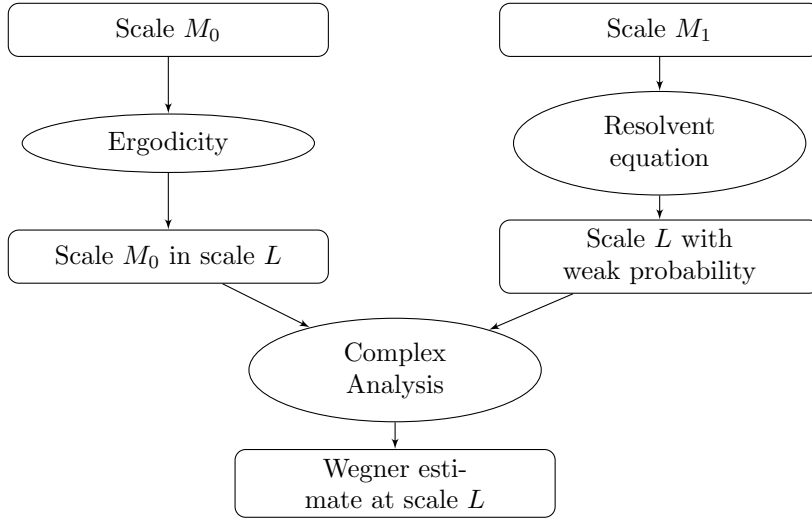 Scale M₀
Scale M₁
Ergodicity
Resolvent
equation
Scale M₀ in scale L
Scale L with
weak probability
Complex
Analysis
Wegner esti-
mate at scale L